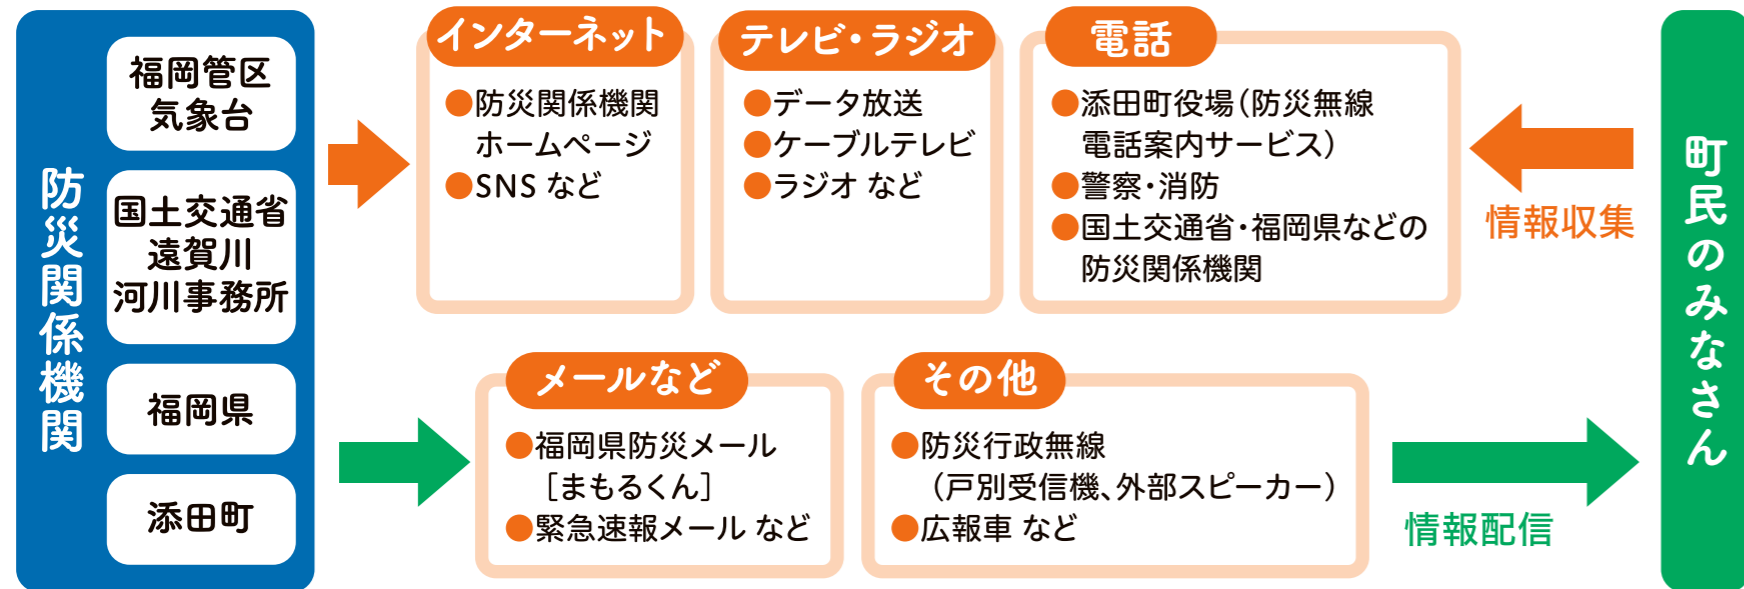 防災関係機関
福岡管区
気象台
国土交通省
遠賀川
河川事務所
福岡県
添田町
インターネット
●防災関係機関
ホームページ
●SNS など
テレビ・ラジオ
●データ放送
●ケーブルテレビ
●ラジオ など
電話
●添田町役場(防災無線
電話案内サービス)
●警察・消防
●国土交通省・福岡県などの
防災関係機関
情報収集
メールなど
●福岡県防災メール
[まもるくん]
●緊急速報メール など
その他
●防災行政無線
(戸別受信機、外部スピーカー)
●広報車 など
情報配信
町民のみなさん